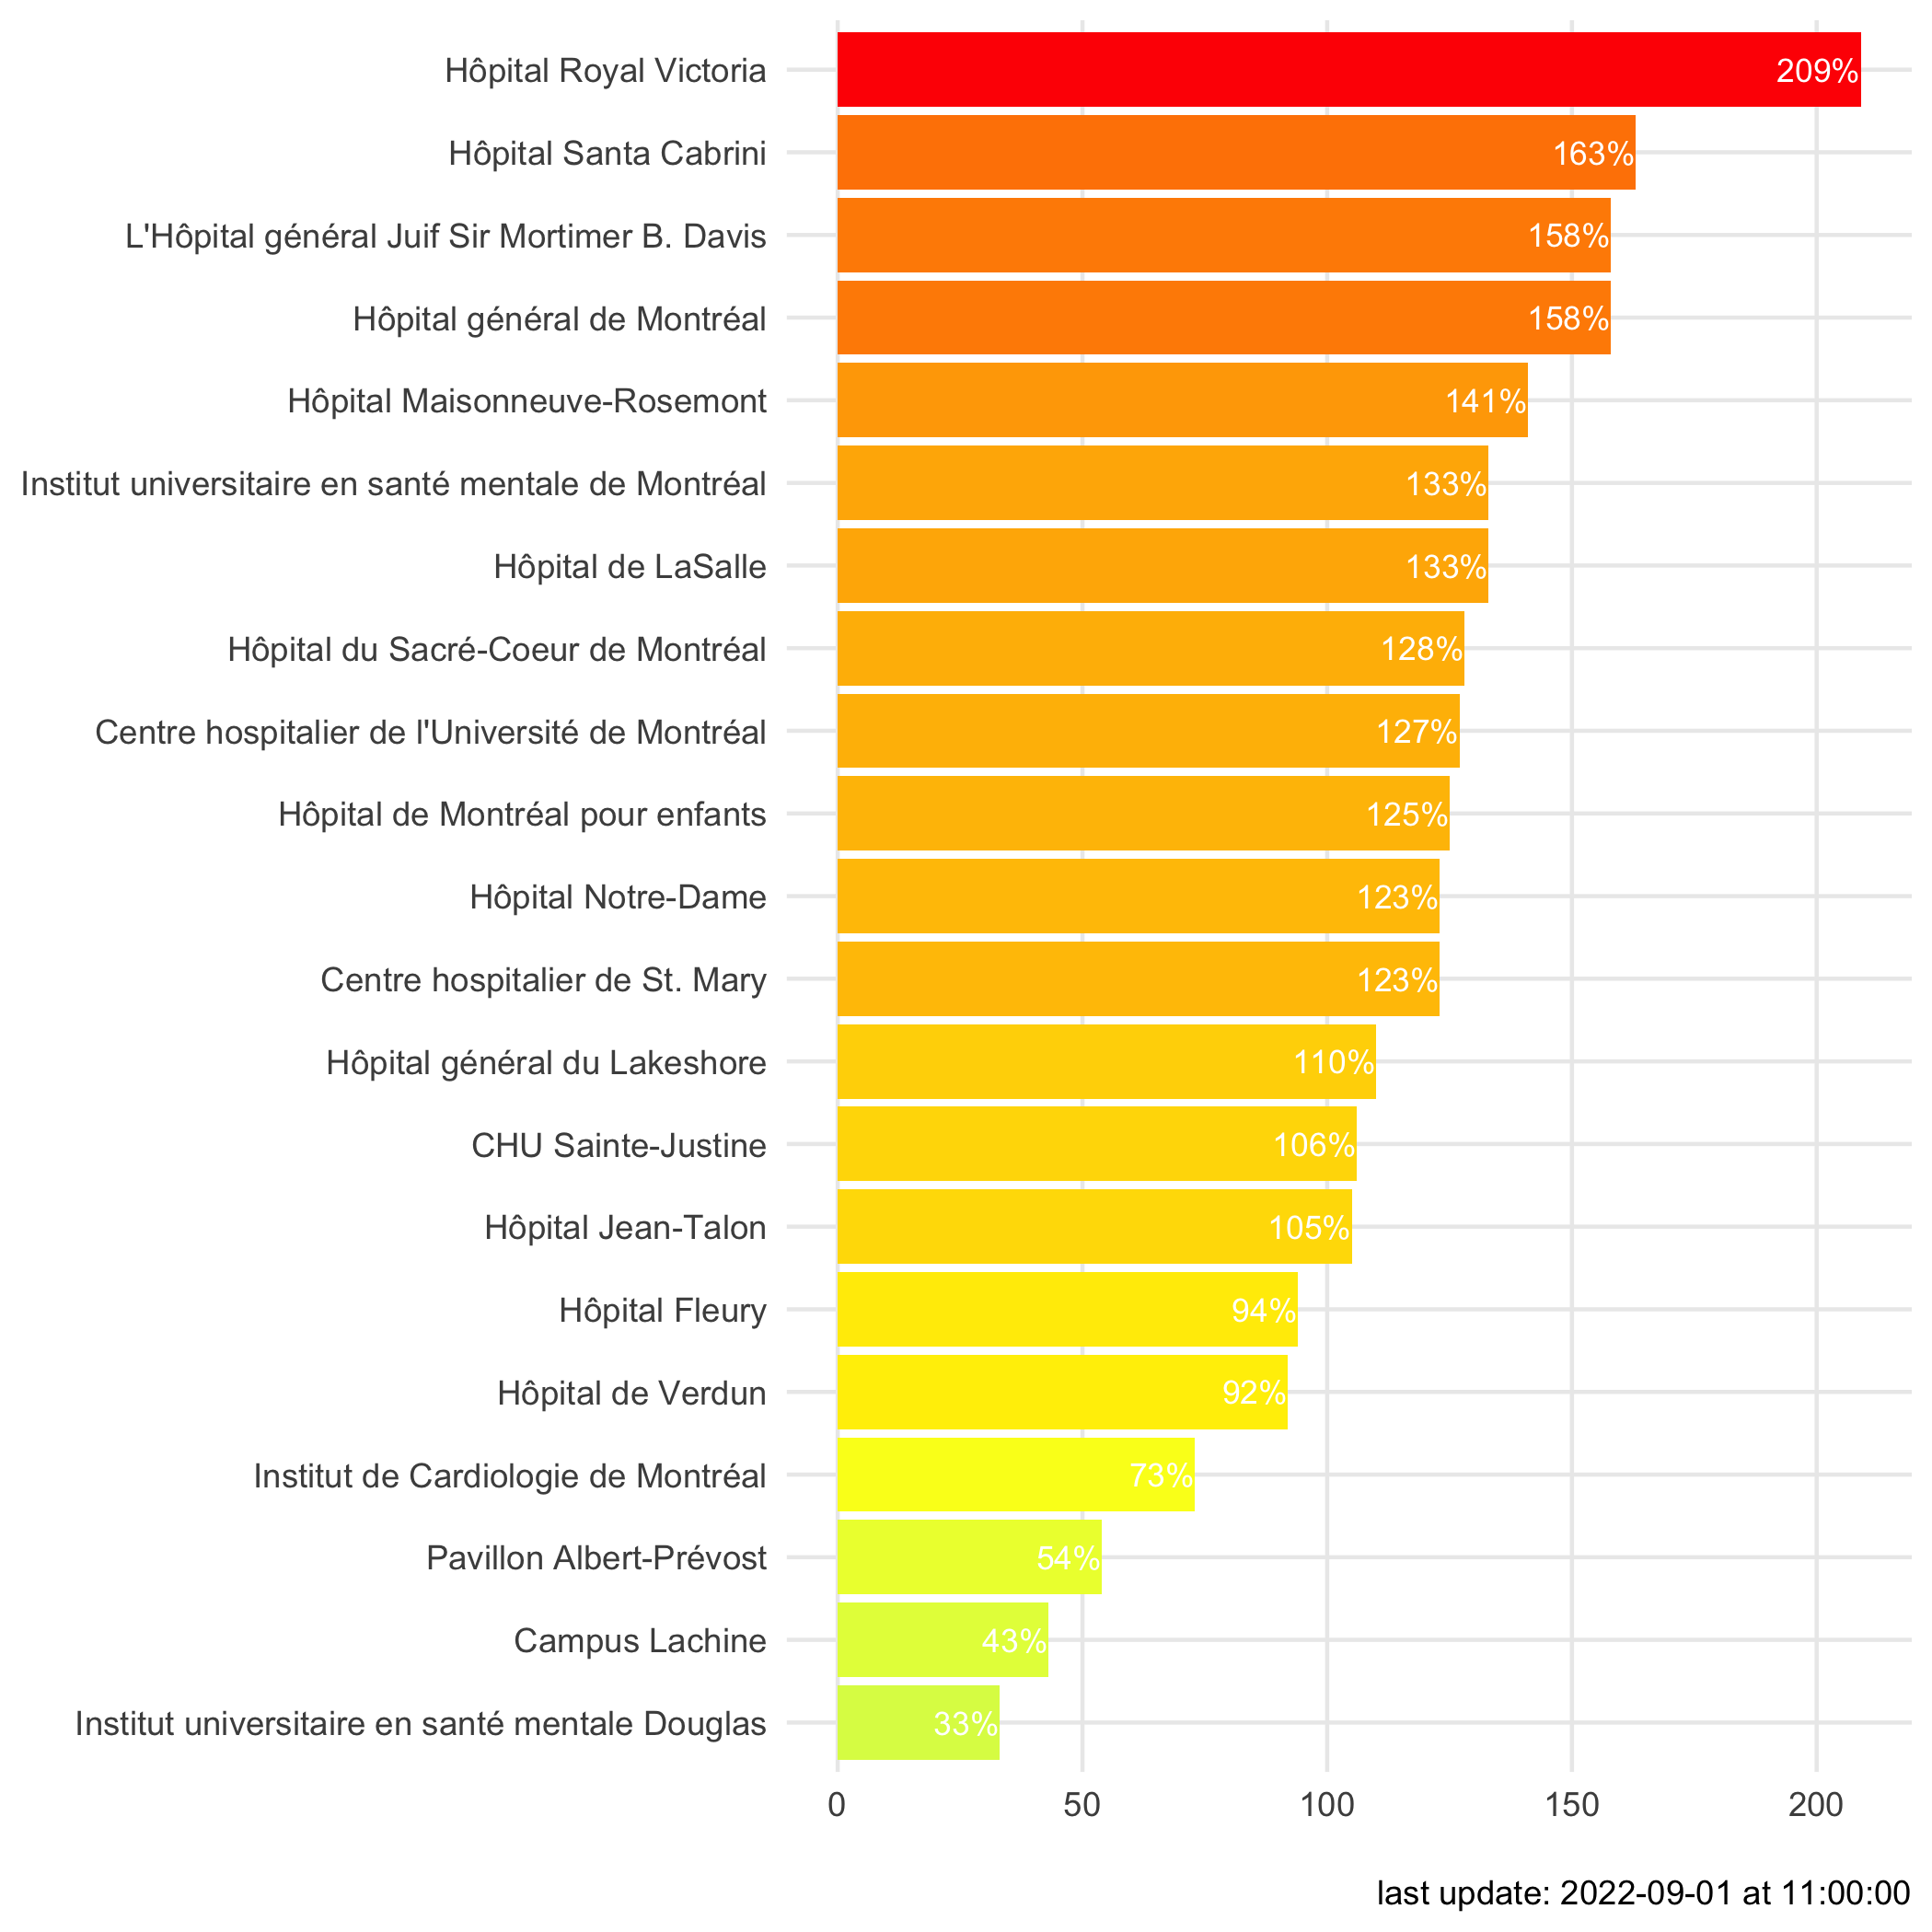 Hôpital Royal Victoria 209%
Hôpital Santa Cabrini 163%
L'Hôpital général Juif Sir Mortimer B. Davis 158%
Hôpital général de Montréal 158%
Hôpital Maisonneuve-Rosemont 141%
Institut universitaire en santé mentale de Montréal 133%
Hôpital de LaSalle 133%
Hôpital du Sacré-Coeur de Montréal 128%
Centre hospitalier de l'Université de Montréal 127%
Hôpital de Montréal pour enfants 125%
Hôpital Notre-Dame 123%
Centre hospitalier de St. Mary 123%
Hôpital général du Lakeshore 110%
CHU Sainte-Justine 106%
Hôpital Jean-Talon 105%
Hôpital Fleury 94%
Hôpital de Verdun 92%
Institut de Cardiologie de Montréal 73%
Pavillon Albert-Prévost 54%
Campus Lachine 43%
Institut universitaire en santé mentale Douglas 33%
0 50 100 150 200
last update: 2022-09-01 at 11:00:00